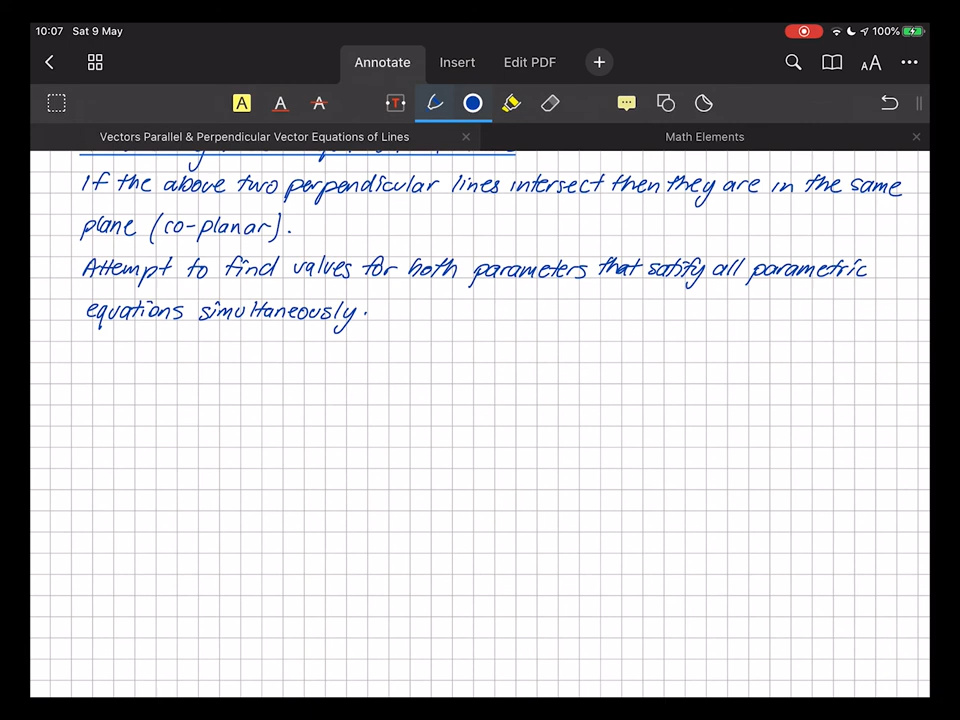 10:07 Sat 9 May 100%
Annotate Insert Edit PDF
Vectors Parallel & Perpendicular Vector Equations of Lines Math Elements
If the above two perpendicular lines intersect then they are in the same
plane (co-planar).
Attempt to find values for both parameters that satify all parametric
equations simultaneously.